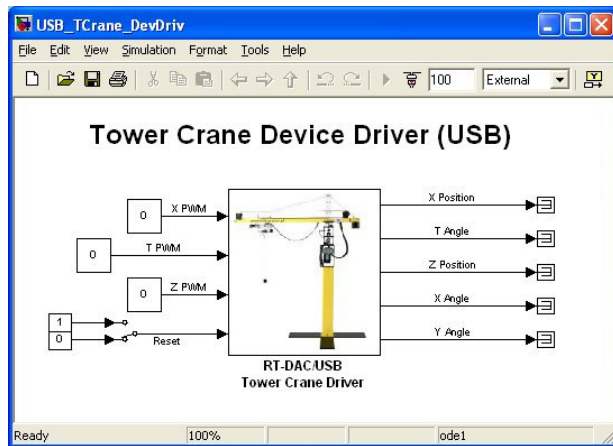 USB_TCrane_DevDriv
File Edit View Simulation Format Tools Help
100 External
Tower Crane Device Driver (USB)
0 X PWM
0 T PWM
0 Z PWM
1
0
Reset
X Position
T Angle
Z Position
X Angle
Y Angle
RT-DAC/USB
Tower Crane Driver
Ready 100% ode1